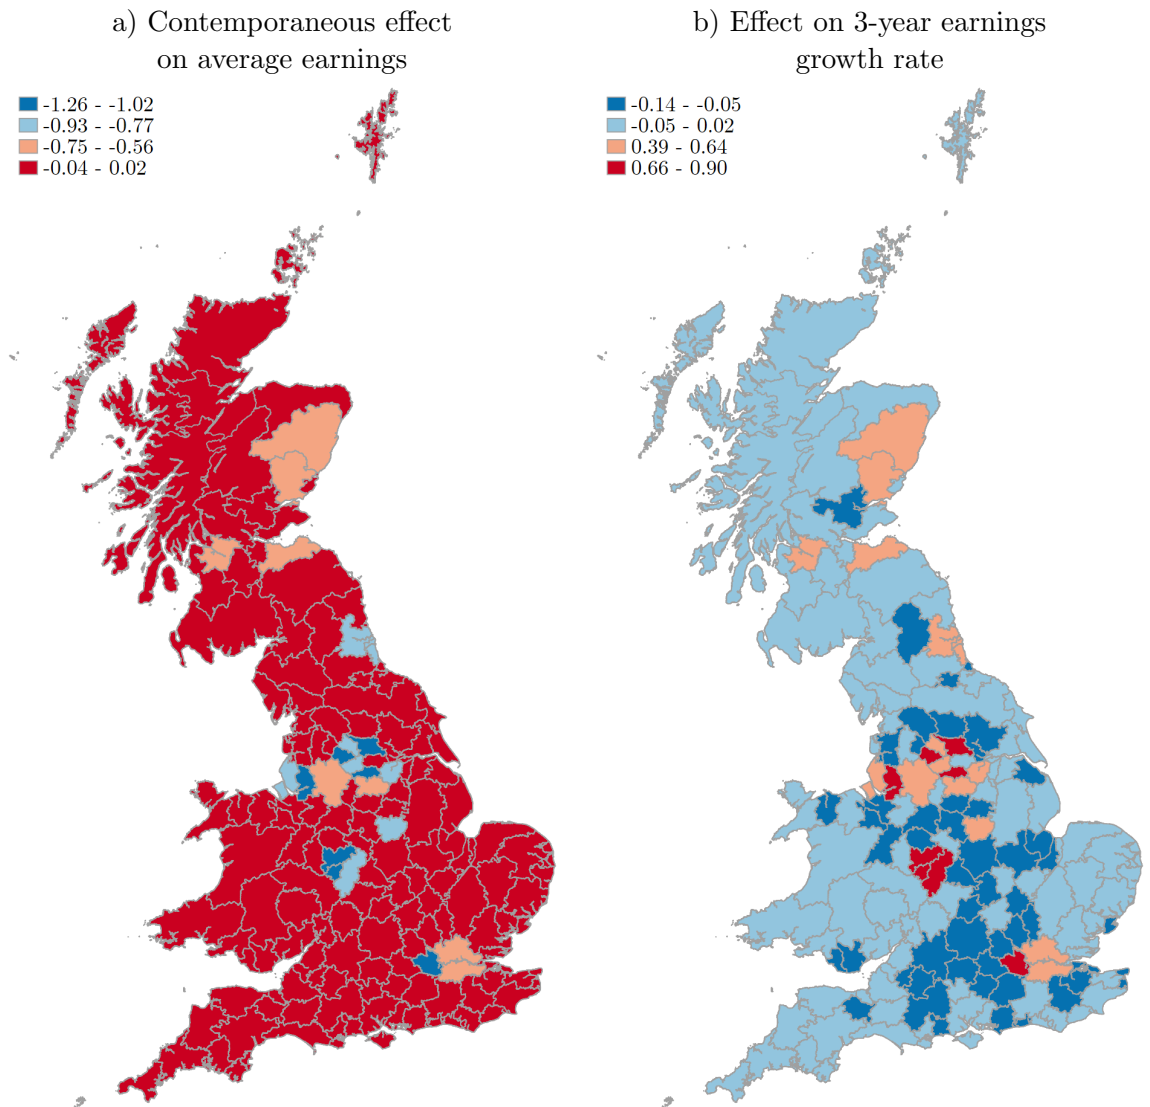 a) Contemporaneous effect
on average earnings
-1.26 - -1.02
-0.93 - -0.77
-0.75 - -0.56
-0.04 - 0.02
b) Effect on 3-year earnings
growth rate
-0.14 - -0.05
-0.05 - 0.02
0.39 - 0.64
0.66 - 0.90